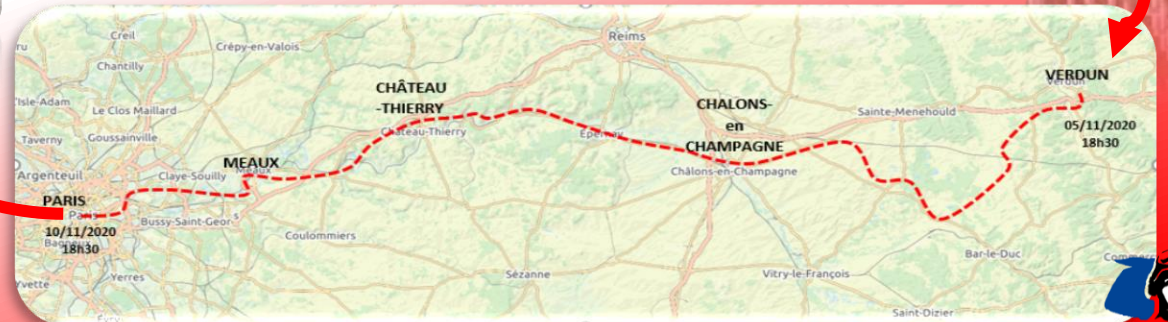 Creil
Crépy-en-Valois
Reims
Chantilly
CHÂTEAU
-THIERRY
VERDUN
L'Isle-Adam
Le Clos Maillard
CHALONS-
en
CHAMPAGNE
Sainte-Menehould
Taverny
Goussainville
Château-Thierry
Épernay
05/11/2020
18h30
Argenteuil
Claye-Souilly
MEAUX
Meaux
Châlons-en-Champagne
PARIS
Paris
10/11/2020
18h30
Bussy-Saint-Georges
Coulommiers
Yerres
Sézanne
Vitry-le-François
Bar-le-Duc
Saint-Dizier